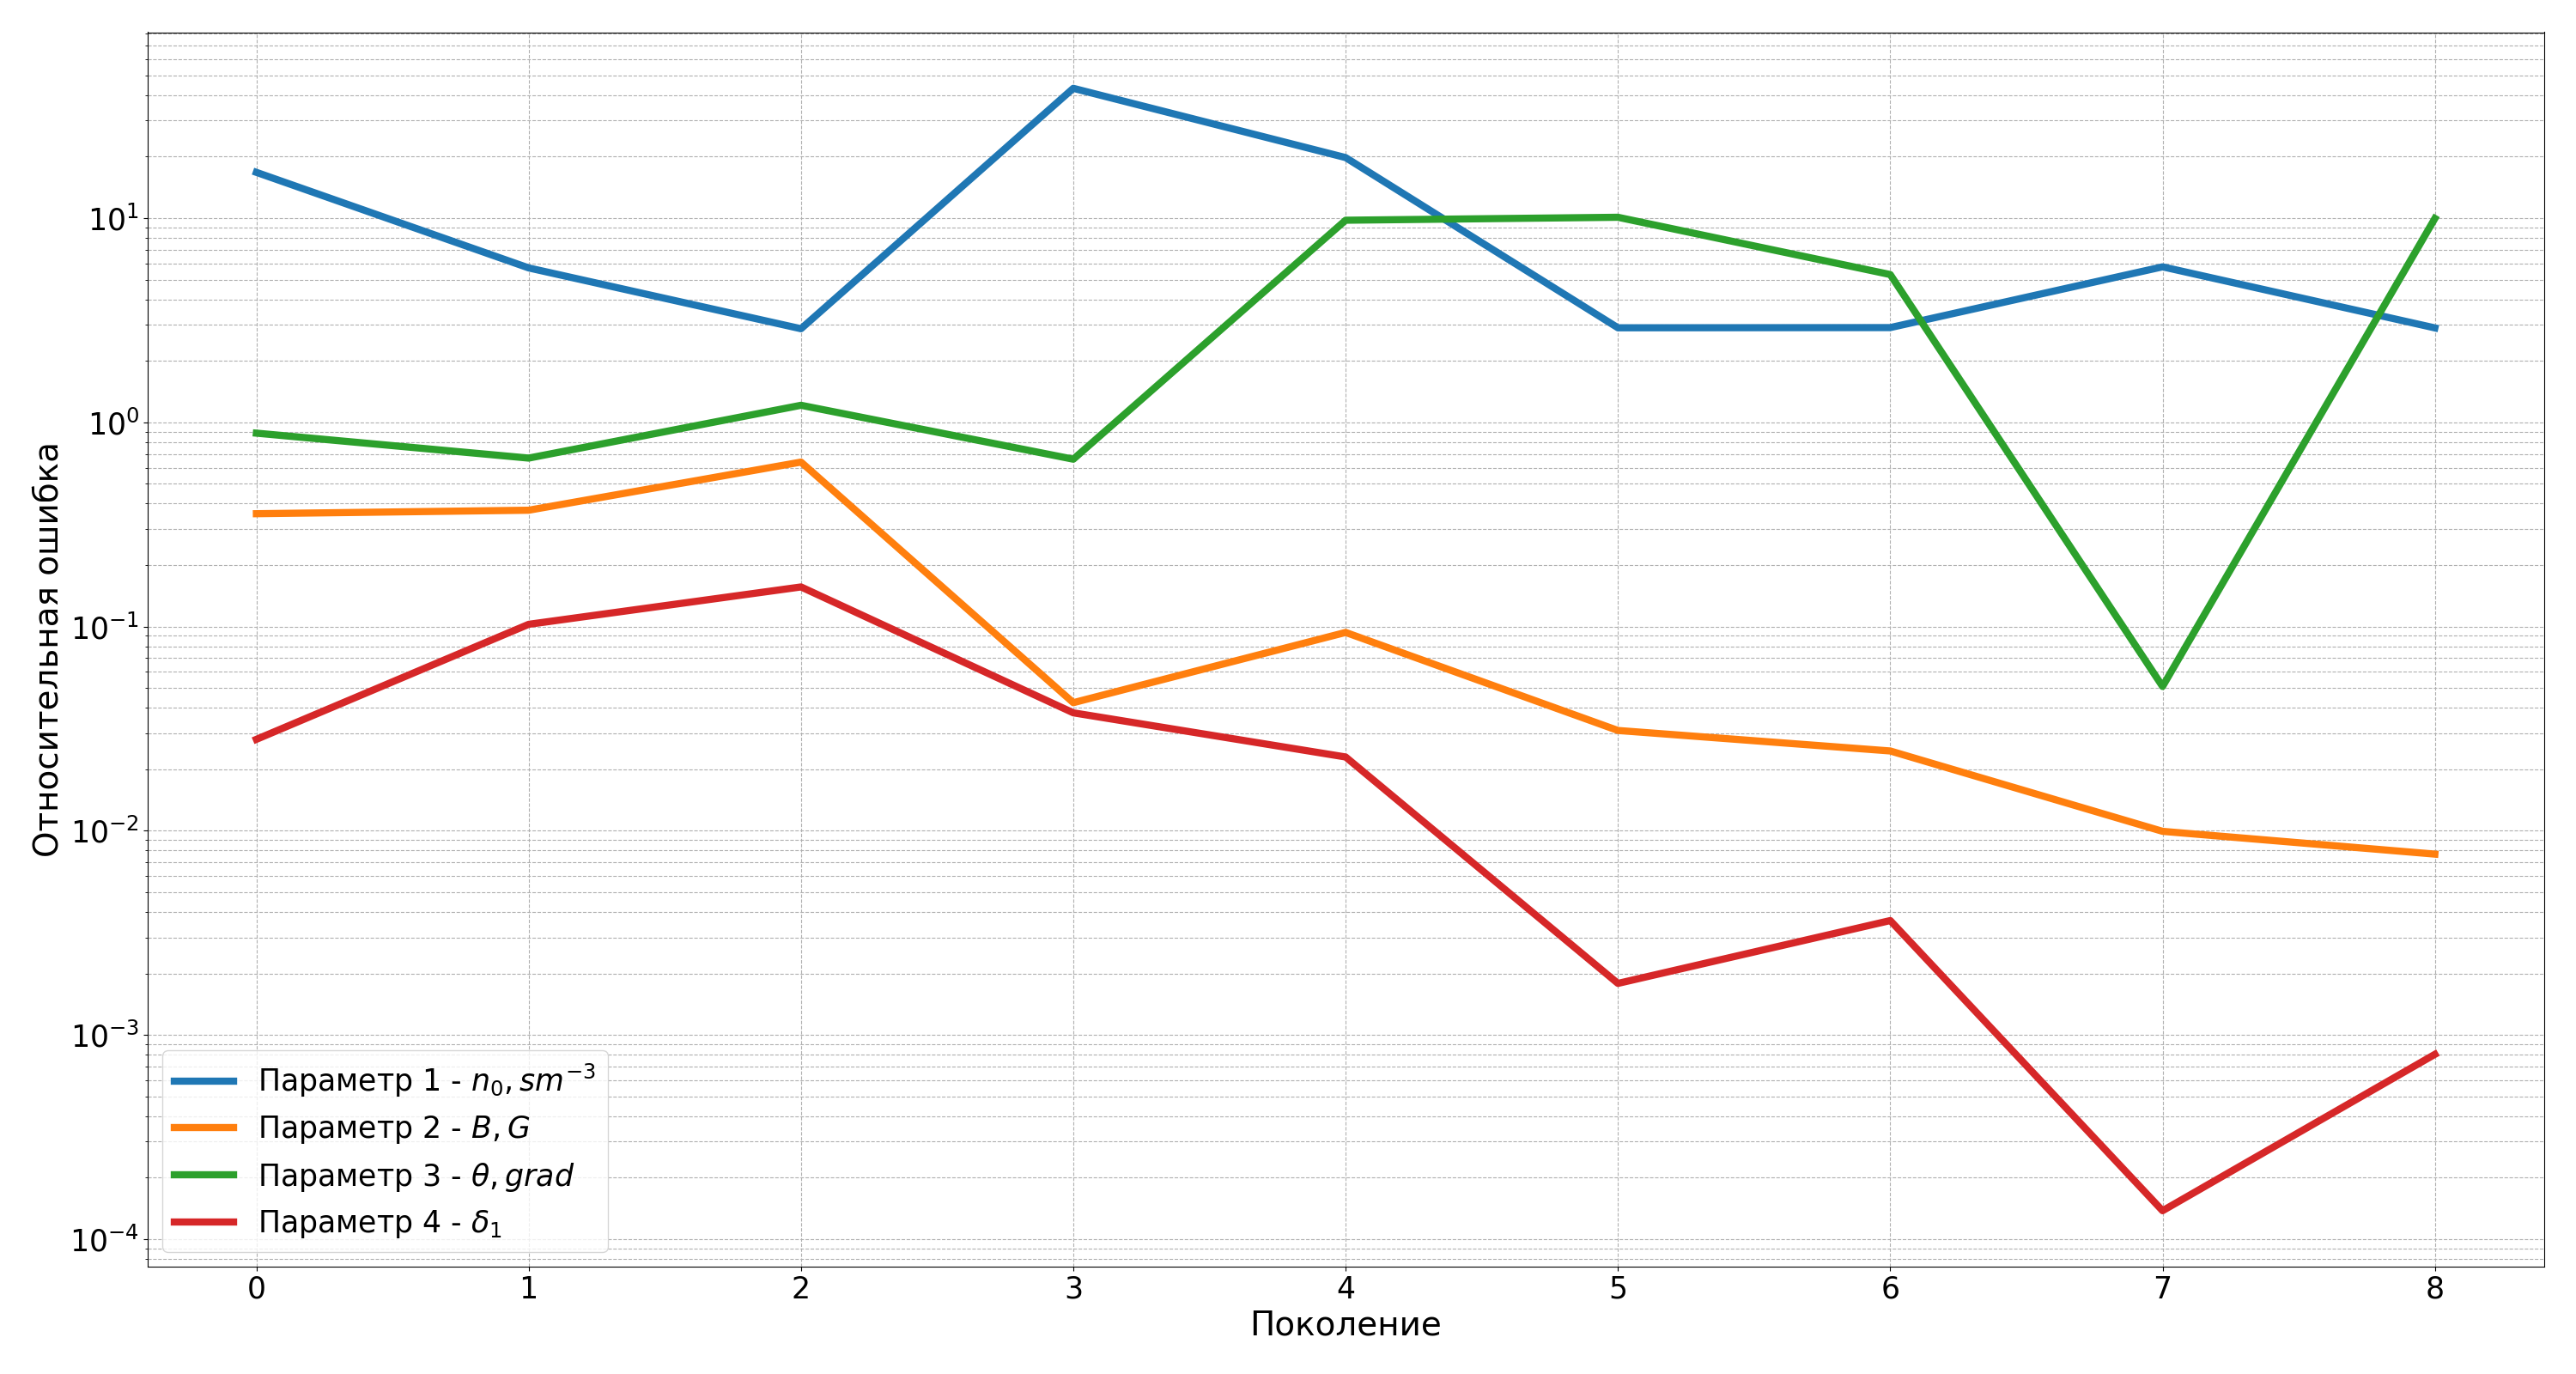 Относительная ошибка
10¹
10⁰
10⁻¹
10⁻²
10⁻³
10⁻⁴
Параметр 1 - n₀, sm⁻³
Параметр 2 - B, G
Параметр 3 - θ, grad
Параметр 4 - δ₁
0 1 2 3 4 5 6 7 8
Поколение